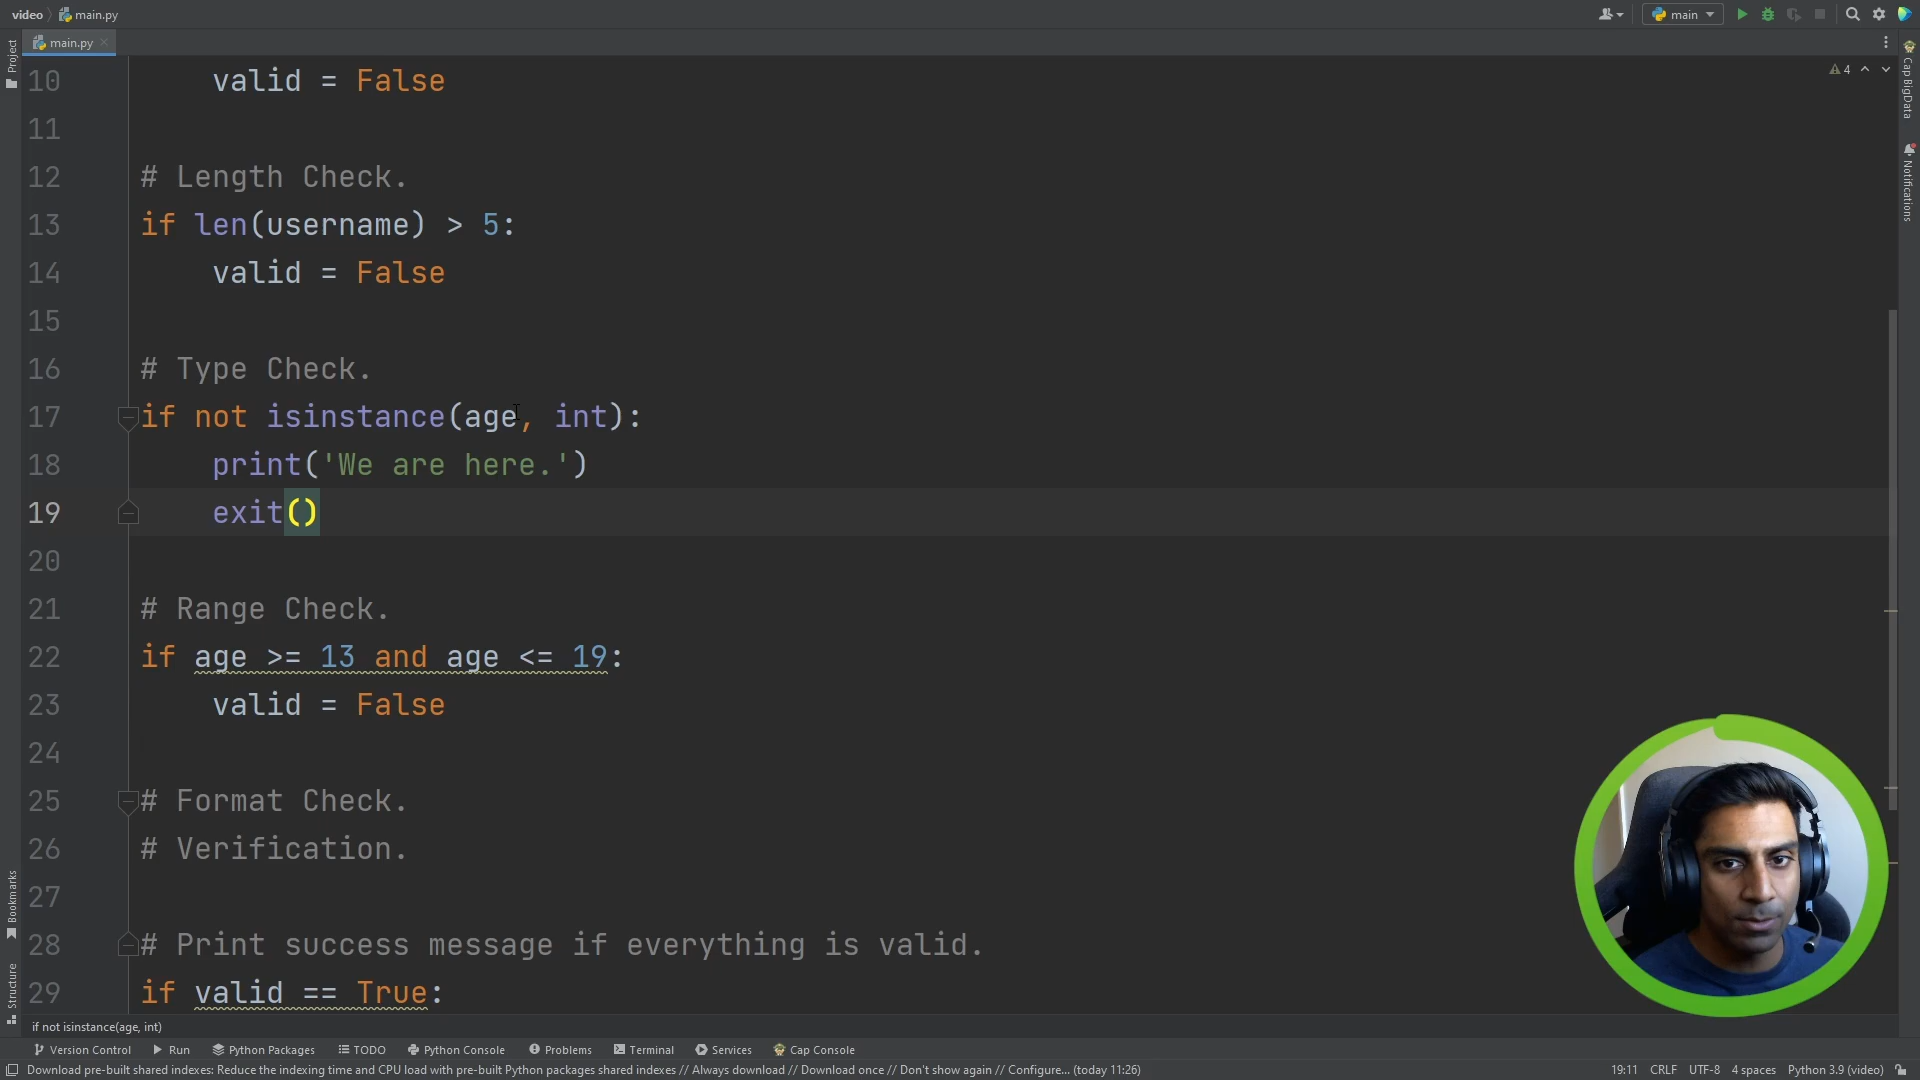 video main.py
main
main.py
Project
4
Cap BigData
Notifications
10 valid = False
11
12 # Length Check.
13 if len(username) > 5:
14 valid = False
15
16 # Type Check.
17 if not isinstance(age, int):
18 print('We are here.')
19 exit()
20
21 # Range Check.
22 if age >= 13 and age <= 19:
23 valid = False
24
25 # Format Check.
26 # Verification.
27
28 # Print success message if everything is valid.
29 if valid == True:
Bookmarks
Structure
if not isinstance(age, int)
Version Control Run Python Packages TODO Python Console Problems Terminal Services Cap Console
Download pre-built shared indexes: Reduce the indexing time and CPU load with pre-built Python packages shared indexes // Always download // Download once // Don't show again // Configure... (today 11:26) 19:11 CRLF UTF-8 4 spaces Python 3.9 (video)